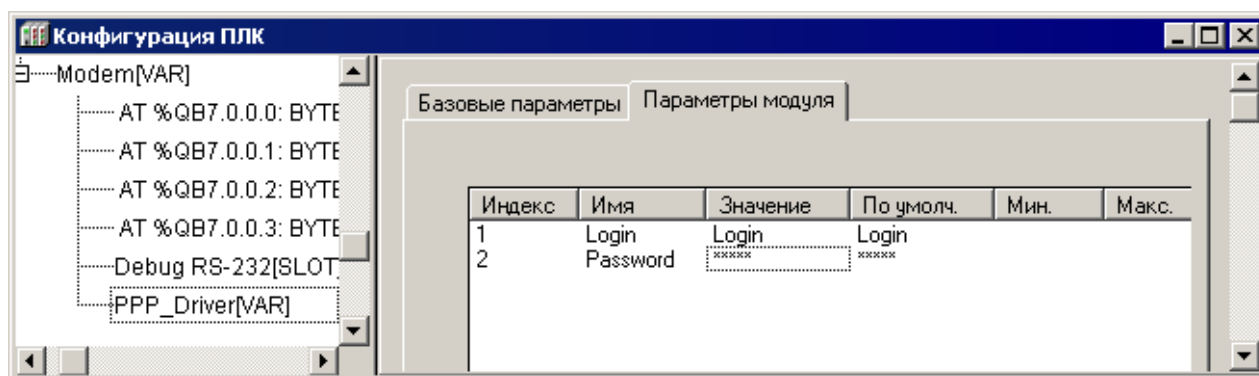 Конфигурация ПЛК
Modem[VAR]
AT %QB7.0.0.0: BYTE
AT %QB7.0.0.1: BYTE
AT %QB7.0.0.2: BYTE
AT %QB7.0.0.3: BYTE
Debug RS-232[SLOT]
PPP_Driver[VAR]
Базовые параметры Параметры модуля
Индекс Имя Значение По умолч. Мин. Макс.
1 Login Login Login
2 Password ***** *****